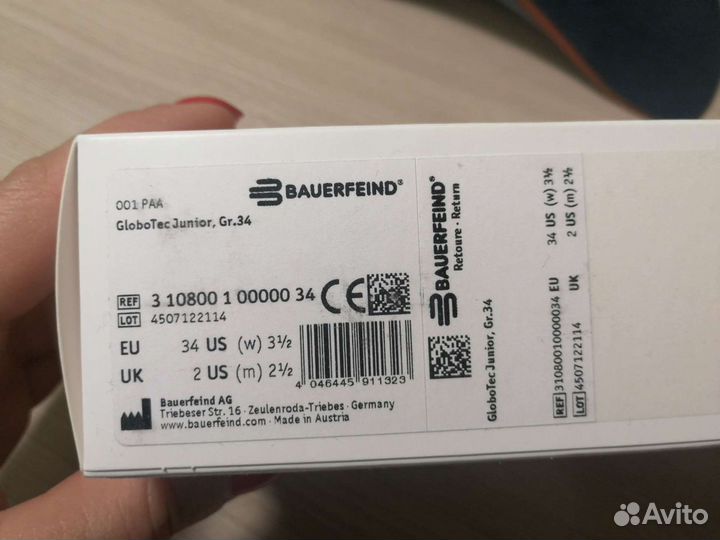 001 PAA
BAUERFEIND®
GloboTec Junior, Gr.34
REF 3 10800 1 00000 34 CE
LOT 4507122114
EU 34 US (w) 3½
UK 2 US (m) 2½
4 046445 911323
Bauerfeind AG
Triebeser Str. 16 · Zeulenroda-Triebes · Germany
www.bauerfeind.com · Made in Austria
BAUERFEIND®
Retoure · Return
GloboTec Junior, Gr.34
34 US (w) 3½
2 US (m) 2½
EU
UK
REF 31080010000034
LOT 4507122114
Avito